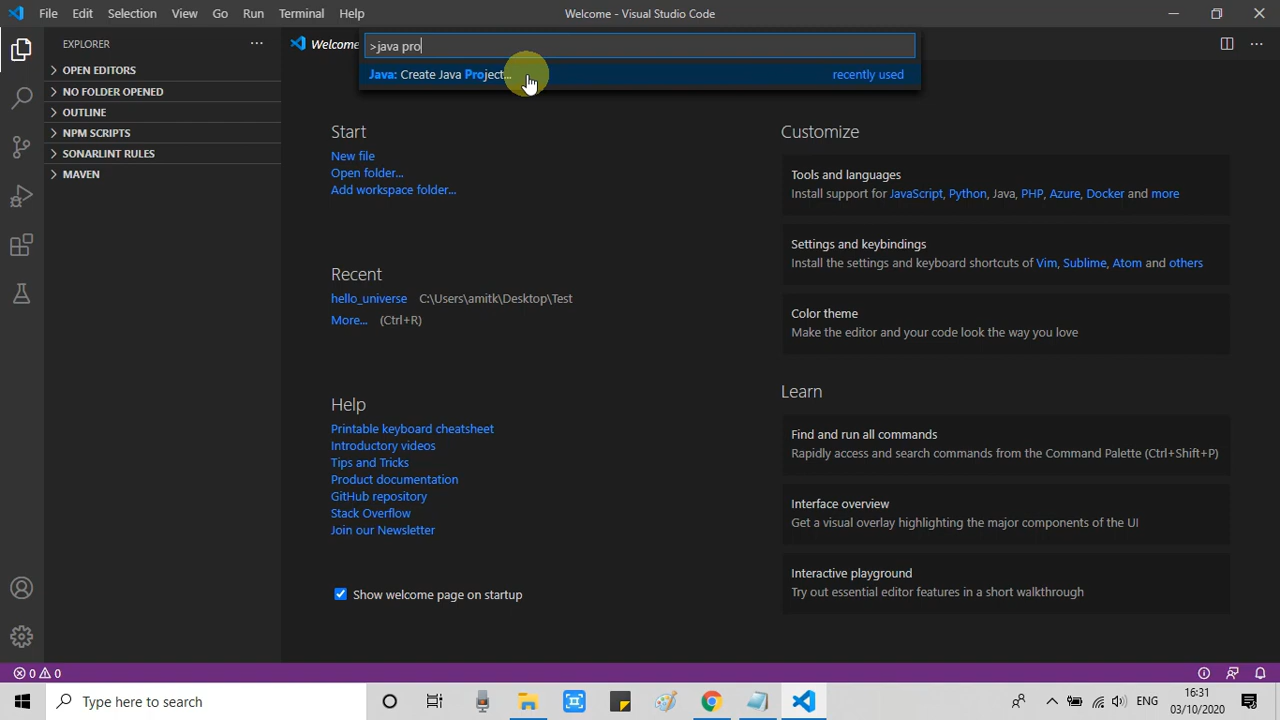 File Edit Selection View Go Run Terminal Help Welcome - Visual Studio Code
EXPLORER
Welcome
>java pro
Java: Create Java Project... recently used
OPEN EDITORS
NO FOLDER OPENED
OUTLINE
NPM SCRIPTS
SONARLINT RULES
MAVEN
Start
New file
Open folder...
Add workspace folder...
Recent
hello_universe C:\Users\amitk\Desktop\Test
More... (Ctrl+R)
Help
Printable keyboard cheatsheet
Introductory videos
Tips and Tricks
Product documentation
GitHub repository
Stack Overflow
Join our Newsletter
Show welcome page on startup
Customize
Tools and languages
Install support for JavaScript, Python, Java, PHP, Azure, Docker and more
Settings and keybindings
Install the settings and keyboard shortcuts of Vim, Sublime, Atom and others
Color theme
Make the editor and your code look the way you love
Learn
Find and run all commands
Rapidly access and search commands from the Command Palette (Ctrl+Shift+P)
Interface overview
Get a visual overlay highlighting the major components of the UI
Interactive playground
Try out essential editor features in a short walkthrough
0 0
Type here to search
ENG
16:31
03/10/2020